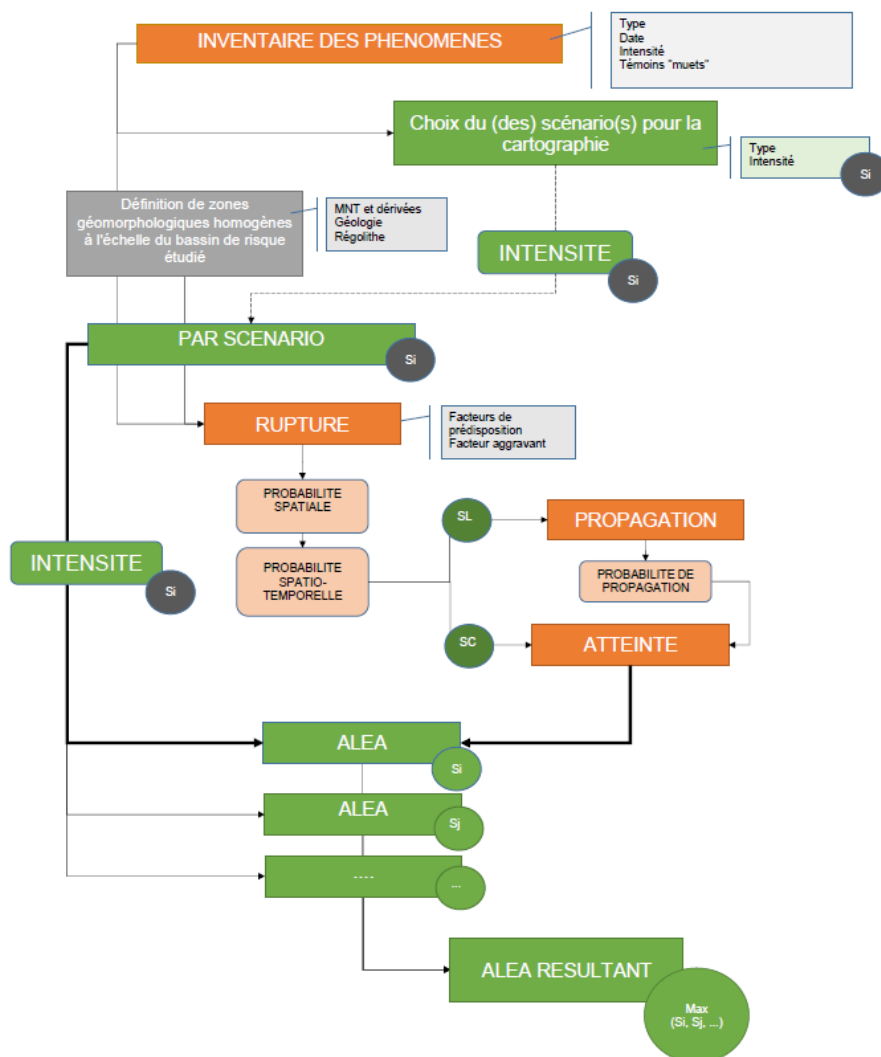 INVENTAIRE DES PHENOMENES
Type
Date
Intensité
Témoins "muets"
Choix du (des) scénario(s) pour la
cartographie
Type
Intensité
Si
Définition de zones
géomorphologiques homogènes
à l'échelle du bassin de risque
étudié
MNT et dérivées
Géologie
Régolithe
INTENSITE
Si
PAR SCENARIO
Si
RUPTURE
Facteurs de
prédisposition
Facteur aggravant
PROBABILITE
SPATIALE
SL
PROPAGATION
INTENSITE
Si
PROBABILITE
SPATIO-
TEMPORELLE
PROBABILITE DE
PROPAGATION
SC
ATTEINTE
ALEA
Si
ALEA
Sj
----
...
ALEA RESULTANT
Max
(Si, Sj, ...)